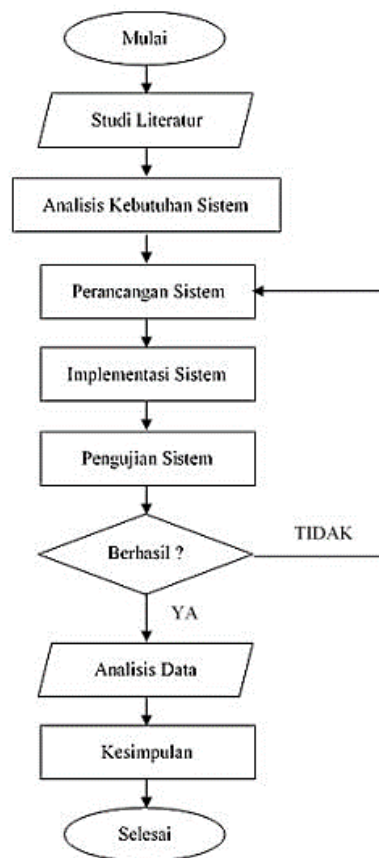 Mulai
Studi Literatur
Analisis Kebutuhan Sistem
Perancangan Sistem
Implementasi Sistem
Pengujian Sistem
Berhasil ?
TIDAK
YA
Analisis Data
Kesimpulan
Selesai